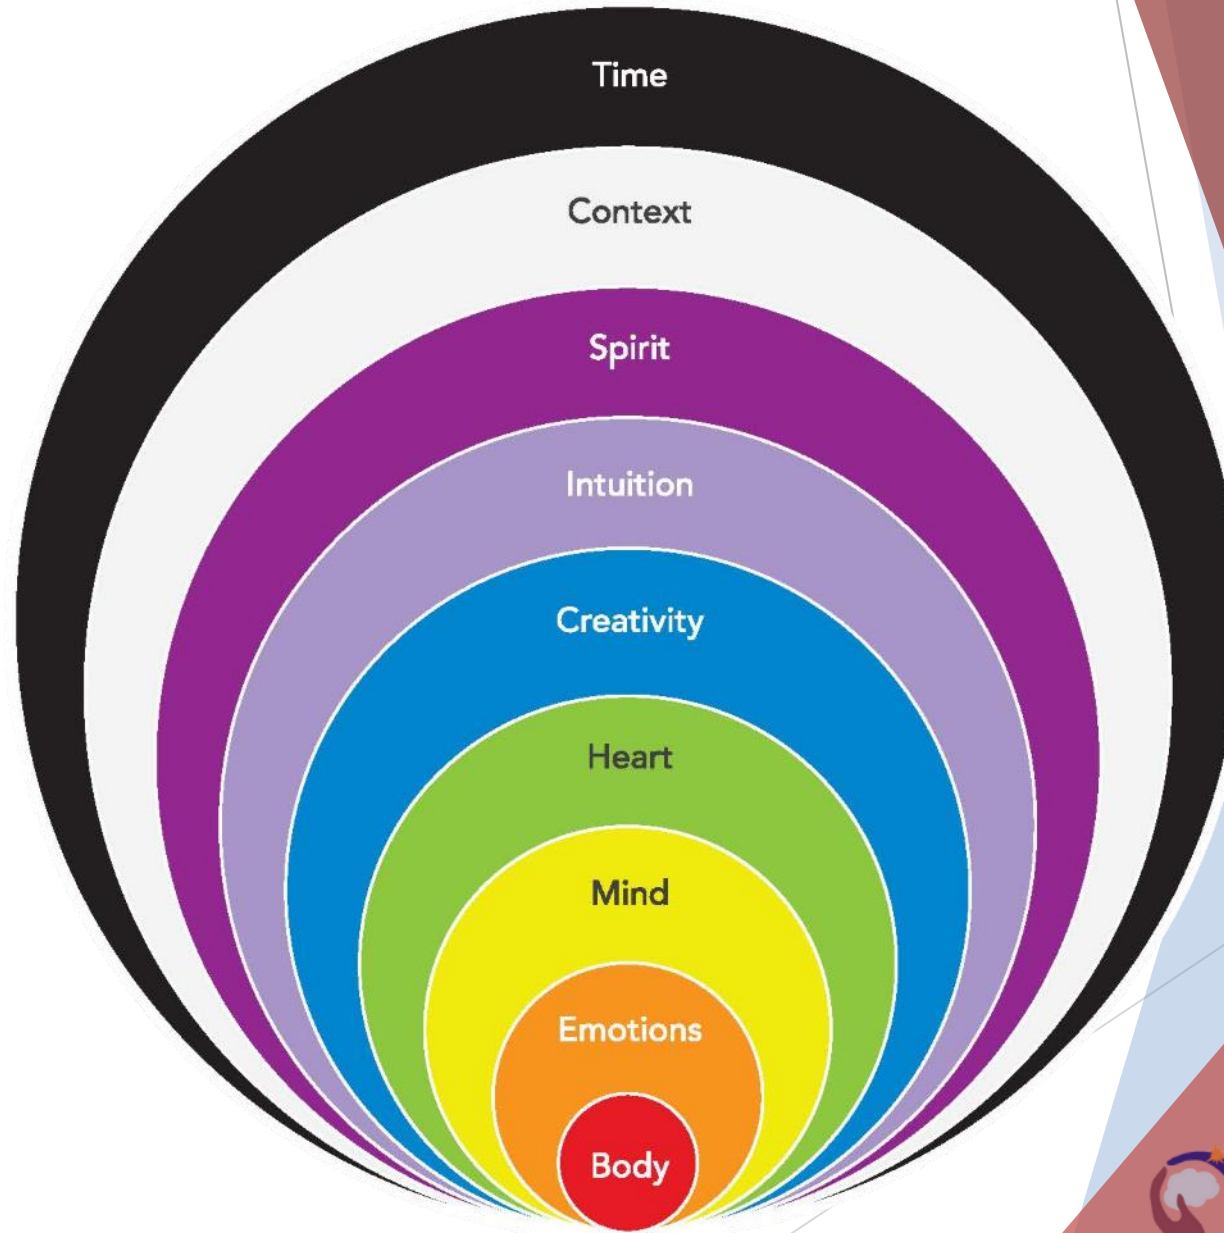 Time
Context
Spirit
Intuition
Creativity
Heart
Mind
Emotions
Body